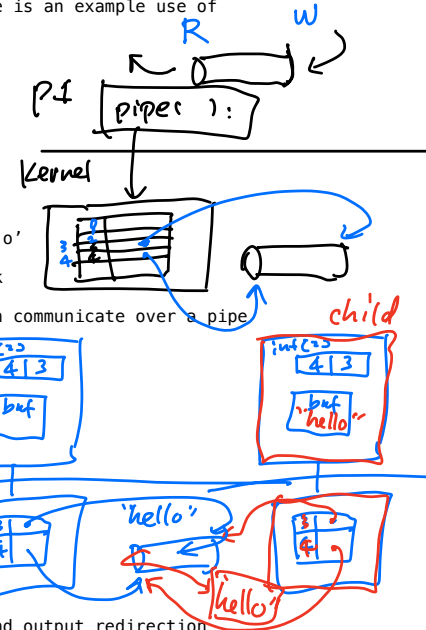 e is an example use of
R W
P1
pipe( ):
Kernel
3
4
o’
k
n communicate over a pipe
child
int[2]
4 3 4 3
buf buf
"hello"
"hello"
3 3
4 4
"hello"
nd output redirection